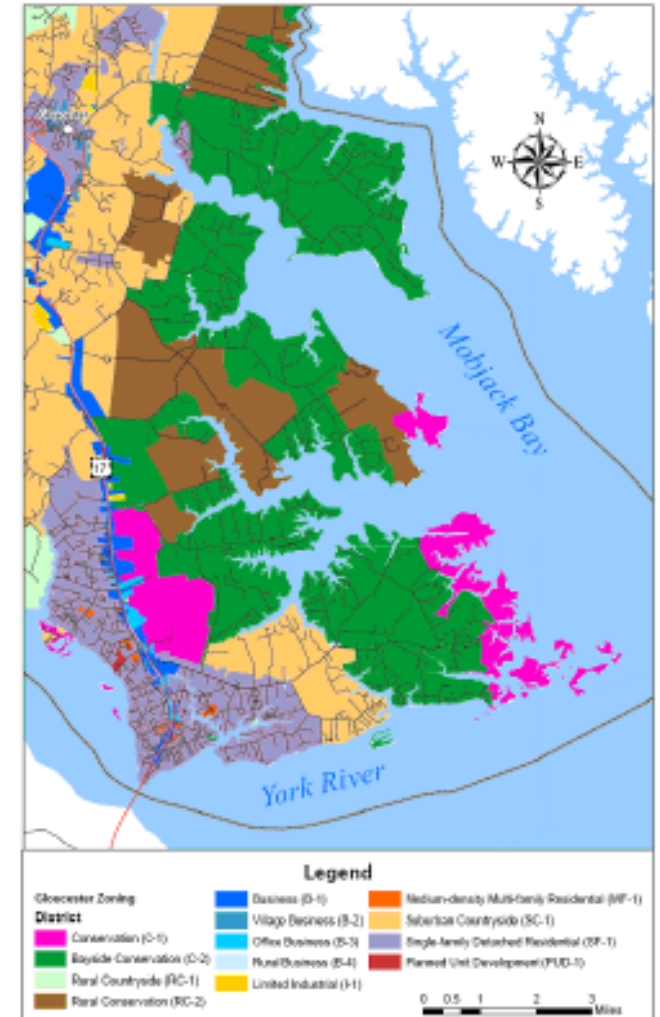 N
W E
S
Mobjack Bay
17
York River
Legend
Gloucester Zoning
District
Conservation (C-1)
Bayside Conservation (C-2)
Rural Countryside (RC-1)
Rural Conservation (RC-2)
Business (B-1)
Village Business (B-2)
Office Business (B-3)
Rural Business (B-4)
Limited Industrial (I-1)
Medium-density Multi-family Residential (MF-1)
Suburban Countryside (SC-1)
Single-family Detached Residential (SF-1)
Planned Unit Development (PUD-1)
0 0.5 1 2 3
Miles